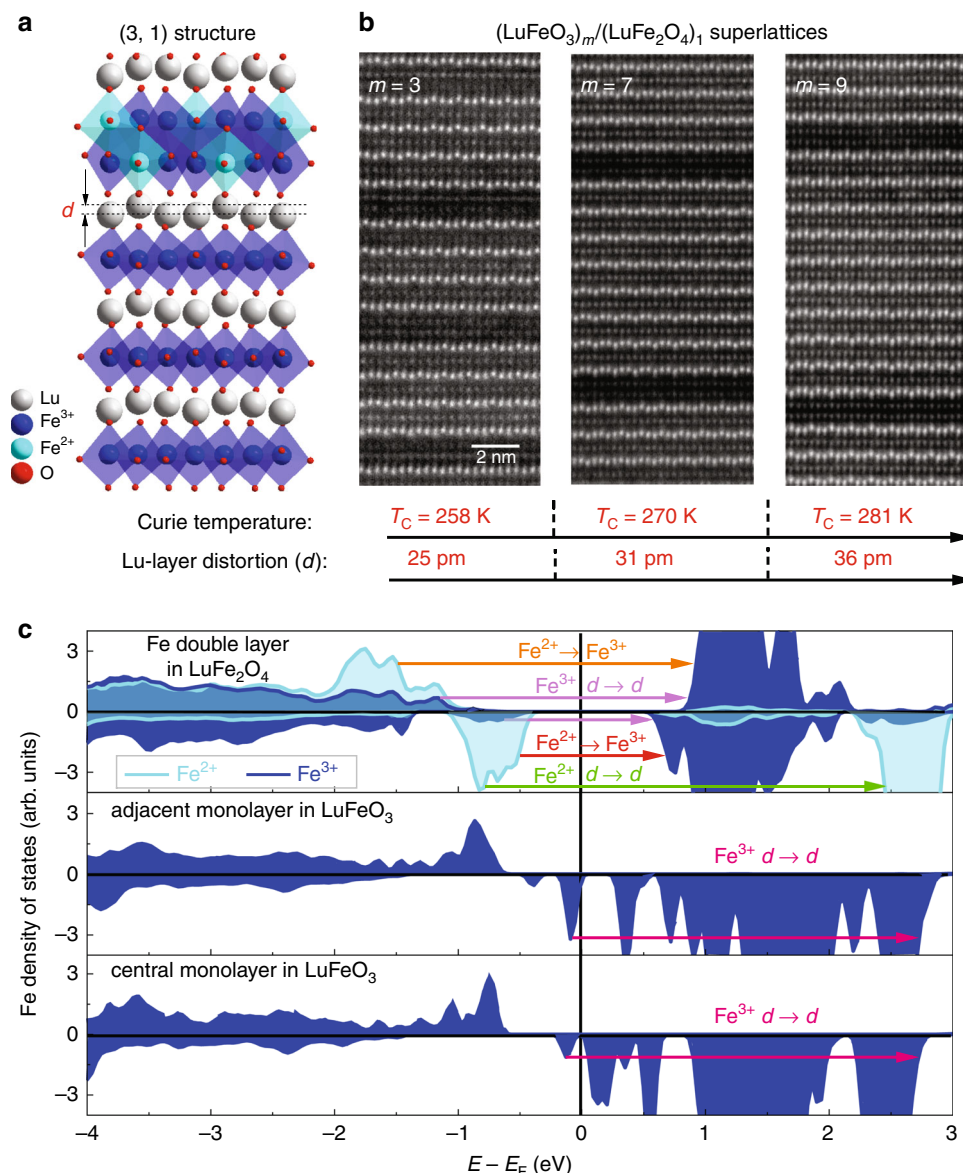 a
(3, 1) structure
d
Lu
Fe³⁺
Fe²⁺
O
b
(LuFeO₃)ₘ/(LuFe₂O₄)₁ superlattices
m = 3
m = 7
m = 9
2 nm
Curie temperature:
T_C = 258 K
T_C = 270 K
T_C = 281 K
Lu-layer distortion (d):
25 pm
31 pm
36 pm
c
Fe density of states (arb. units)
3
0
−3
Fe double layer
in LuFe₂O₄
Fe²⁺→ Fe³⁺
Fe³⁺ d → d
Fe²⁺→ Fe³⁺
Fe²⁺ d → d
Fe²⁺
Fe³⁺
3
0
−3
adjacent monolayer in LuFeO₃
Fe³⁺ d → d
3
0
−3
central monolayer in LuFeO₃
Fe³⁺ d → d
−4
−3
−2
−1
0
1
2
3
E − E_F (eV)